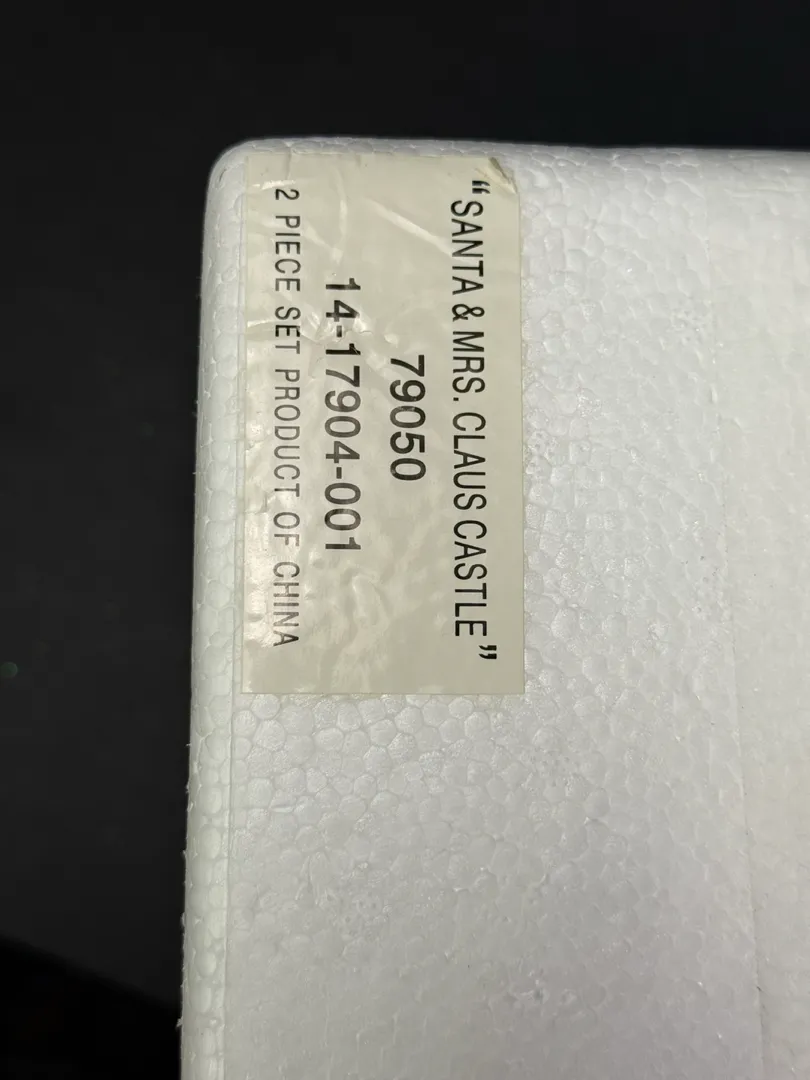 “SANTA & MRS. CLAUS CASTLE”
79050
14-17904-001
2 PIECE SET PRODUCT OF CHINA